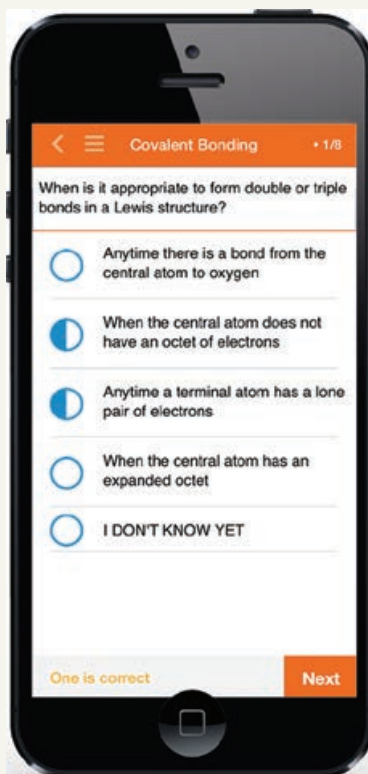 Covalent Bonding • 1/8
When is it appropriate to form double or triple
bonds in a Lewis structure?
Anytime there is a bond from the
central atom to oxygen
When the central atom does not
have an octet of electrons
Anytime a terminal atom has a lone
pair of electrons
When the central atom has an
expanded octet
I DON'T KNOW YET
One is correct Next